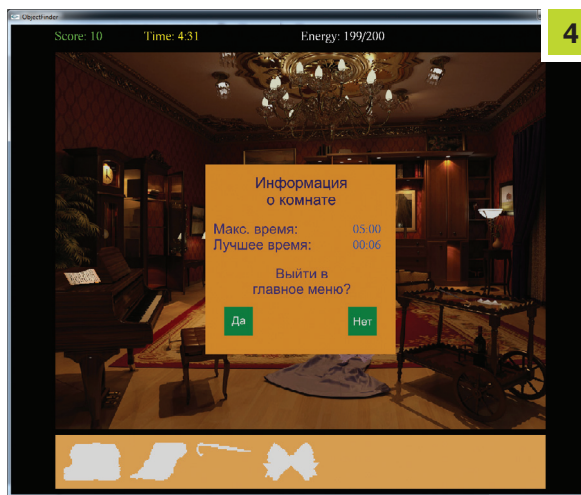 ObjectFinder
4
Score: 10 Time: 4:31 Energy: 199/200
Информация
о комнате
Макс. время: 05:00
Лучшее время: 00:06
Выйти в
главное меню?
Да Нет